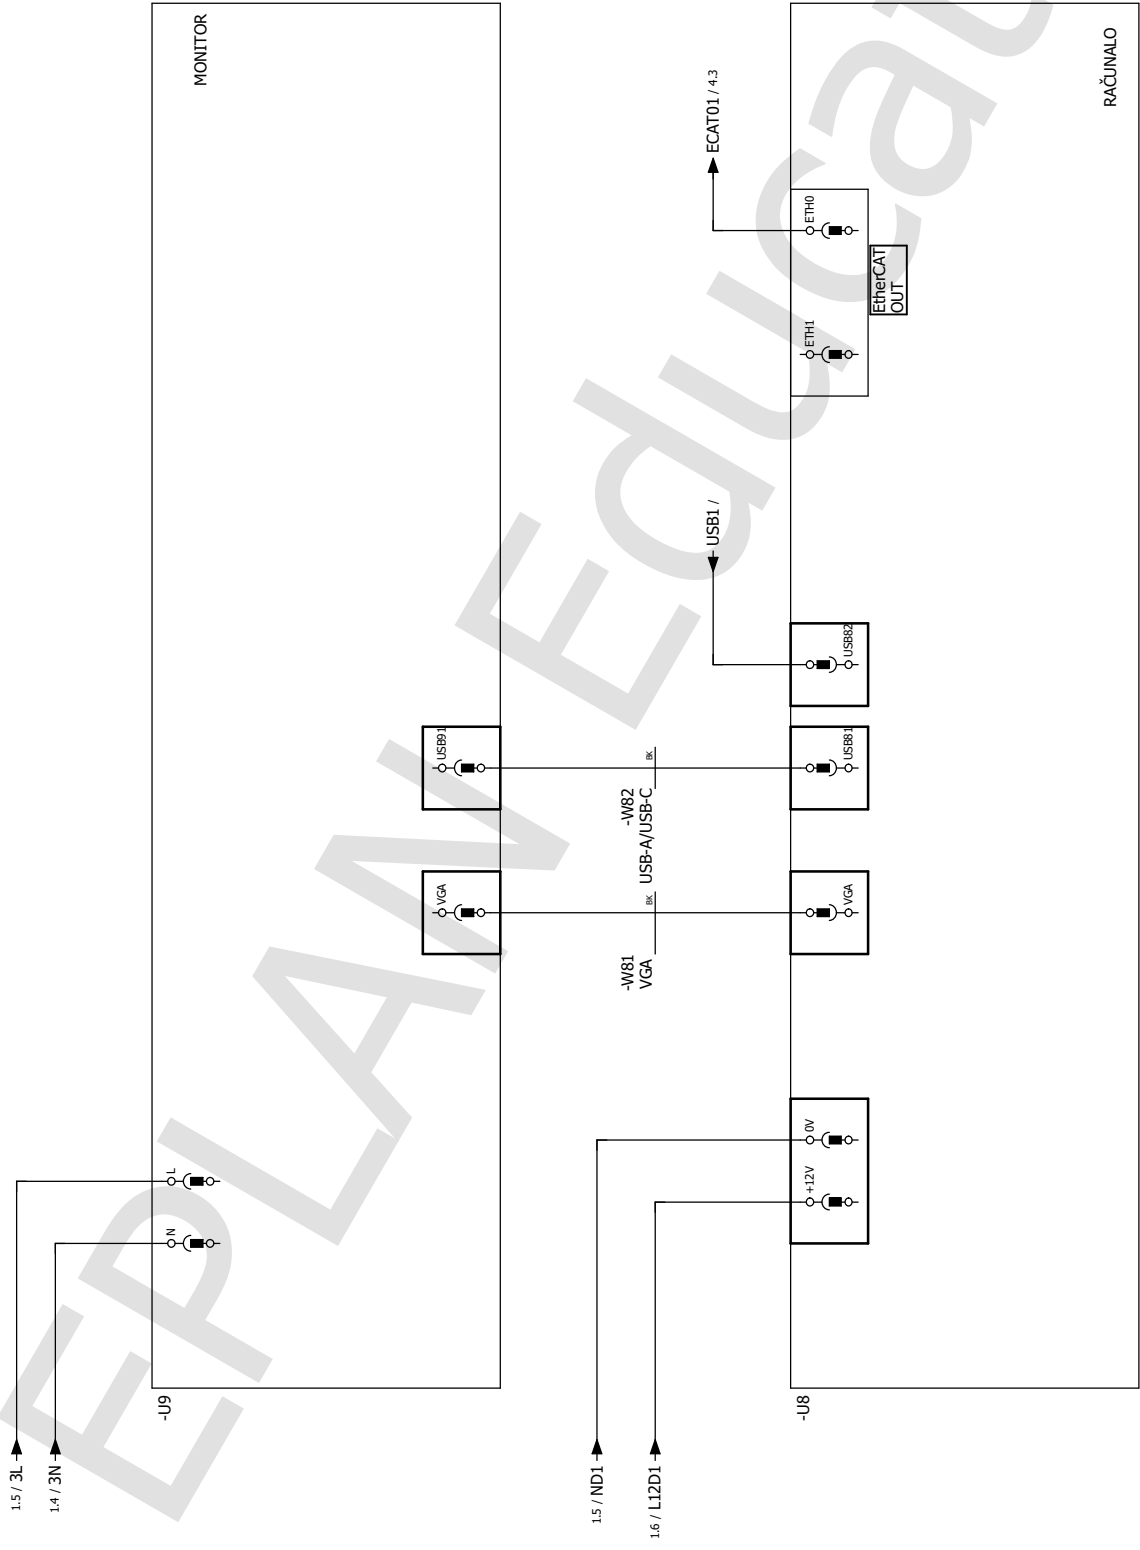 1.5 / 3L
1.4 / 3N
-U9
N
L
VGA
USB91
MONITOR
-W81
VGA
BK
-W82
USB-A/USB-C
BK
USB1 /
ECAT01 / 4.3
1.5 / ND1
1.6 / L12D1
-U8
+12V
0V
VGA
USB81
USB82
ETH1
ETH0
EtherCAT
OUT
RAČUNALO
EPLAN Educat